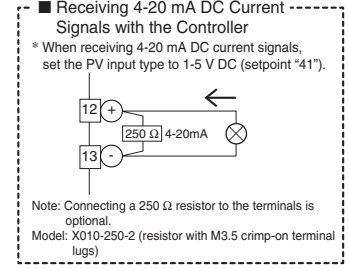 ■ Receiving 4-20 mA DC Current
Signals with the Controller
* When receiving 4-20 mA DC current signals,
set the PV input type to 1-5 V DC (setpoint “41”).
12 +
250 Ω 4-20mA
13 -
Note: Connecting a 250 Ω resistor to the terminals is
optional.
Model: X010-250-2 (resistor with M3.5 crimp-on terminal
lugs)